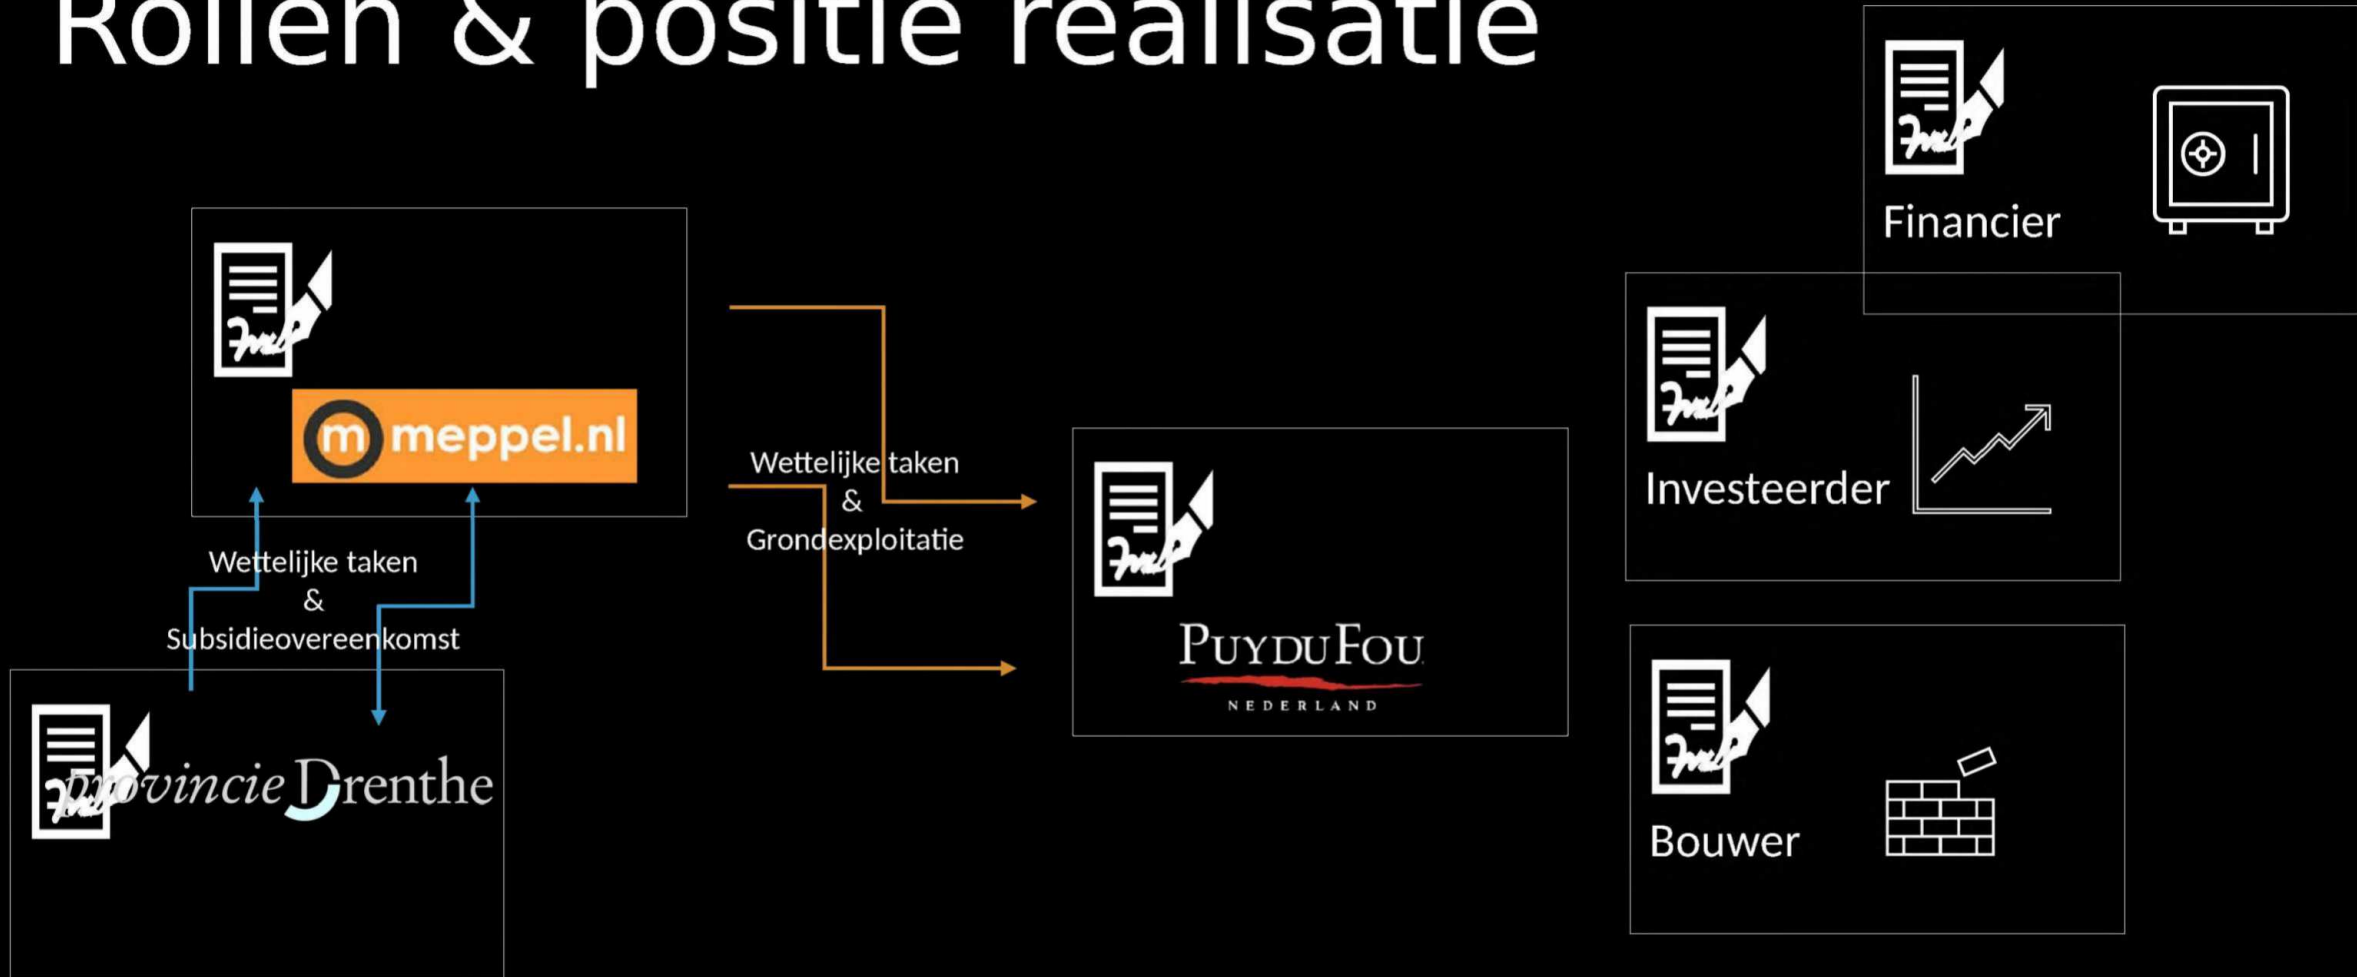 Rollen & positie realisatie
Financier
m meppel.nl
Investeerder
Wettelijke taken
&
Grondexploitatie
Wettelijke taken
&
Subsidieovereenkomst
PUY DU FOU
NEDERLAND
provincie Drenthe
Bouwer